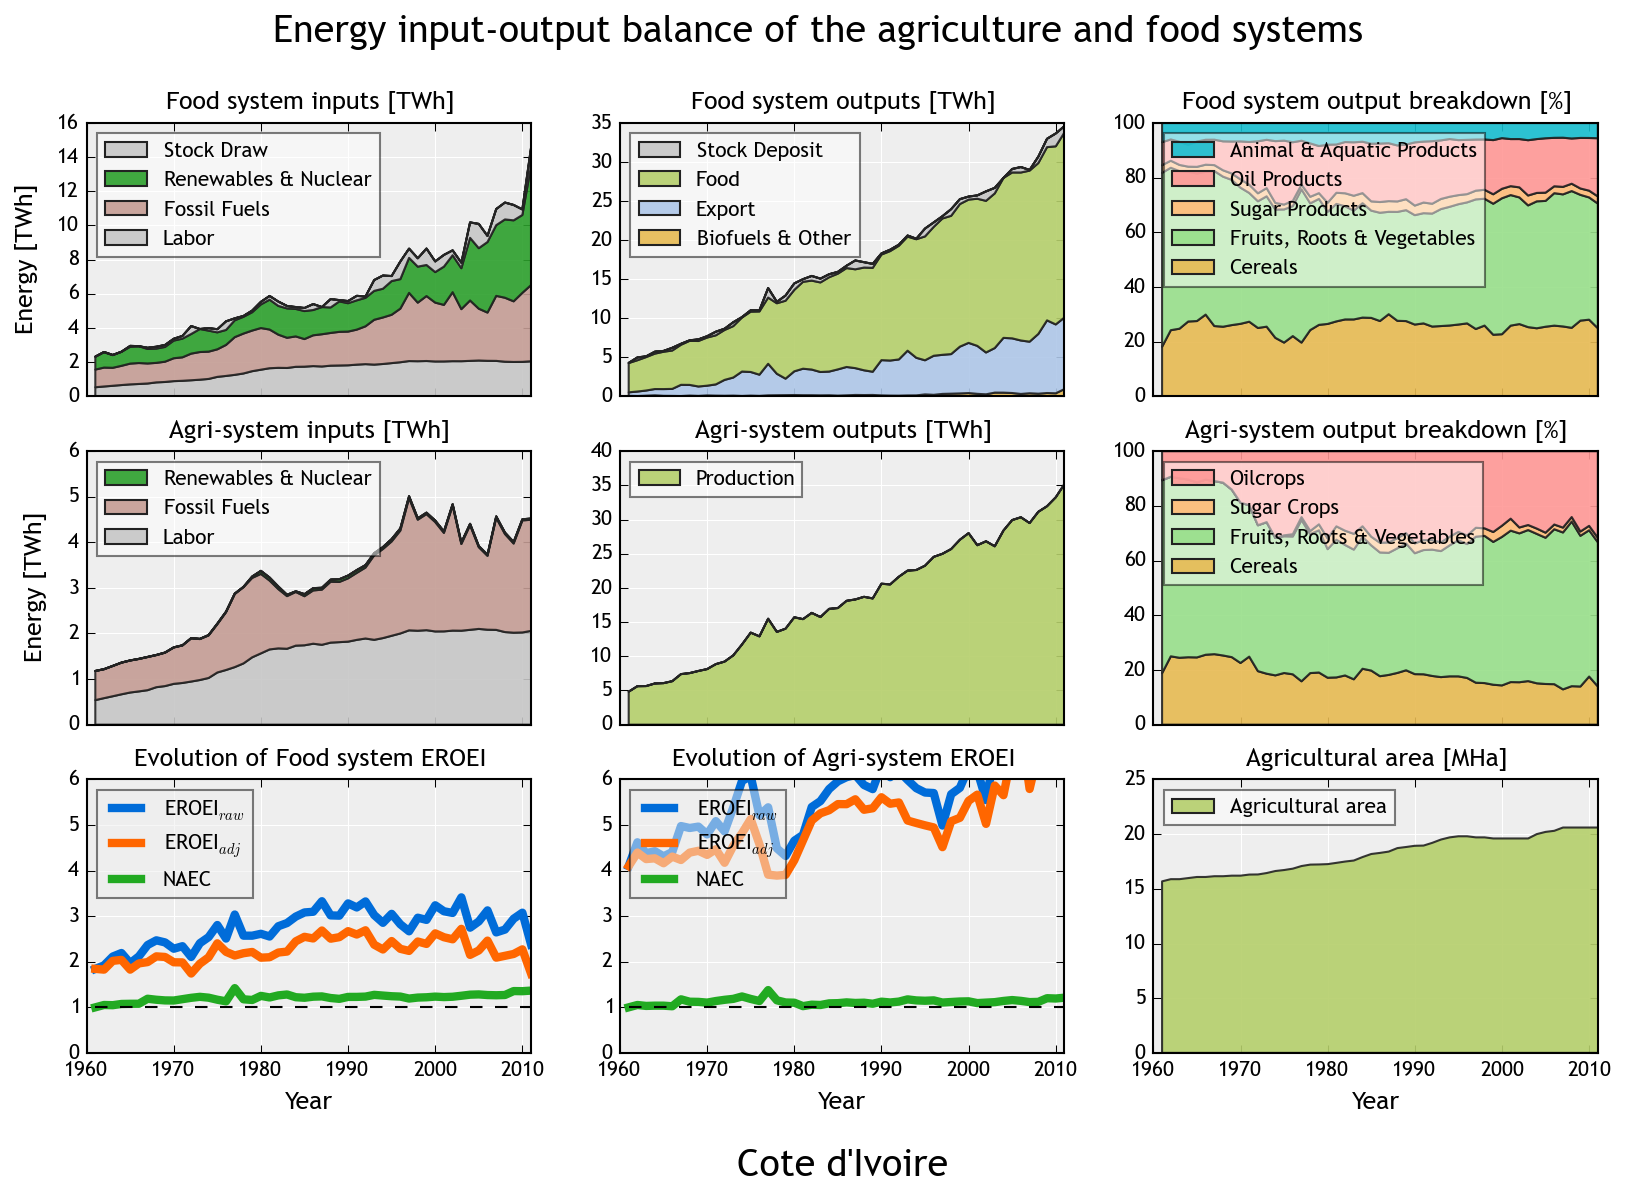 Energy input-output balance of the agriculture and food systems
Food system inputs [TWh]
Energy [TWh]
16
14
12
10
8
6
4
2
0
Stock Draw
Renewables & Nuclear
Fossil Fuels
Labor
Food system outputs [TWh]
35
30
25
20
15
10
5
0
Stock Deposit
Food
Export
Biofuels & Other
Food system output breakdown [%]
100
80
60
40
20
0
Animal & Aquatic Products
Oil Products
Sugar Products
Fruits, Roots & Vegetables
Cereals
Agri-system inputs [TWh]
Energy [TWh]
6
5
4
3
2
1
0
Renewables & Nuclear
Fossil Fuels
Labor
Agri-system outputs [TWh]
40
35
30
25
20
15
10
5
0
Production
Agri-system output breakdown [%]
100
80
60
40
20
0
Oilcrops
Sugar Crops
Fruits, Roots & Vegetables
Cereals
Evolution of Food system EROEI
6
5
4
3
2
1
0
EROEI raw
EROEI adj
NAEC
1960 1970 1980 1990 2000 2010
Year
Evolution of Agri-system EROEI
6
5
4
3
2
1
0
EROEI raw
EROEI adj
NAEC
1960 1970 1980 1990 2000 2010
Year
Agricultural area [MHa]
25
20
15
10
5
0
Agricultural area
1960 1970 1980 1990 2000 2010
Year
Cote d'Ivoire